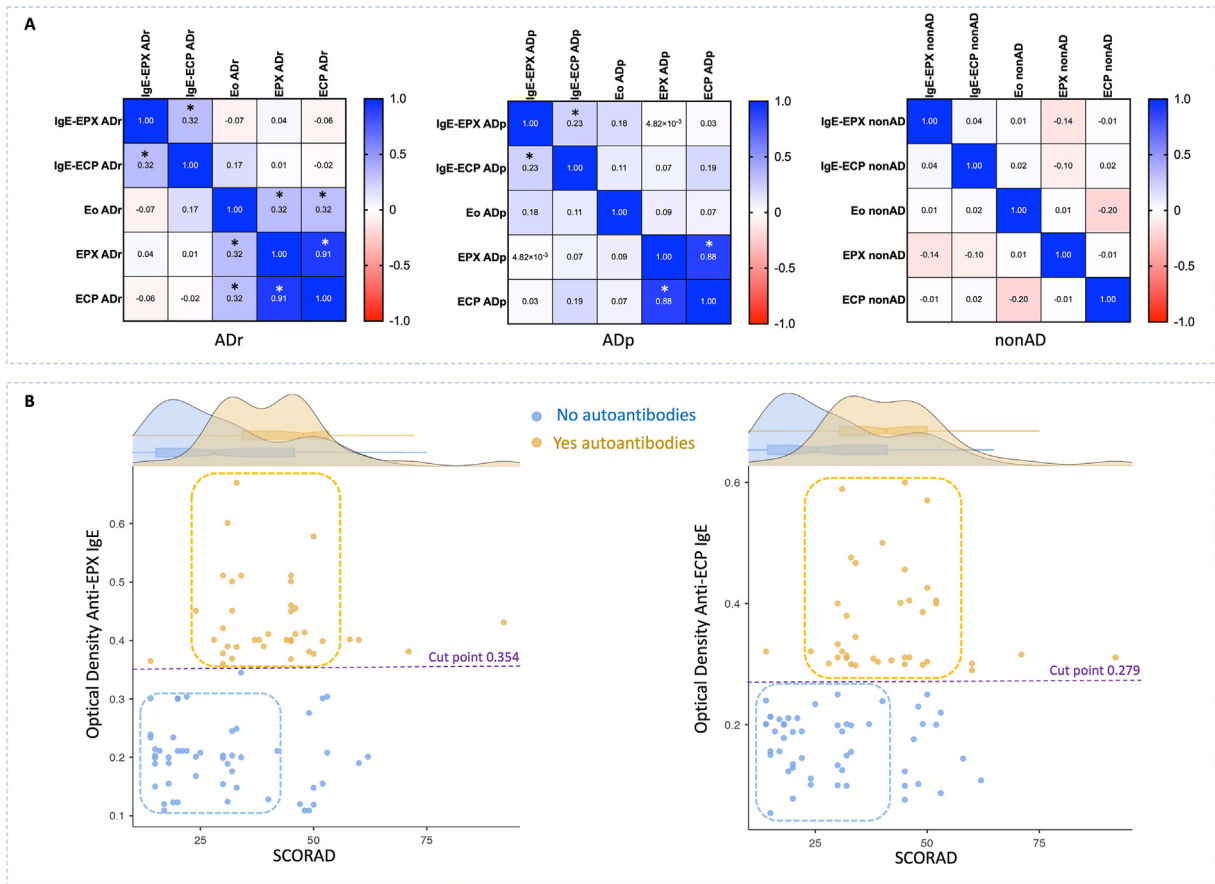 A
IgE-EPX ADr
IgE-ECP ADr
Eo ADr
EPX ADr
ECP ADr
IgE-EPX ADr 1.00 0.32 * -0.07 0.04 -0.06
IgE-ECP ADr 0.32 * 1.00 0.17 0.01 -0.02
Eo ADr -0.07 0.17 1.00 0.32 * 0.32 *
EPX ADr 0.04 0.01 0.32 * 1.00 0.91 *
ECP ADr -0.06 -0.02 0.32 * 0.91 * 1.00
1.0
0.5
0
-0.5
-1.0
ADr
IgE-EPX ADr
IgE-ECP ADp
Eo ADp
EPX ADp
ECP ADp
IgE-EPX ADp 1.00 0.23 * 0.18 4.82×10⁻³ 0.03
IgE-ECP ADp 0.23 * 1.00 0.11 0.07 0.19
Eo ADp 0.18 0.11 1.00 0.09 0.07
EPX ADp 4.82×10⁻³ 0.07 0.09 1.00 0.88 *
ECP ADp 0.03 0.19 0.07 0.88 * 1.00
1.0
0.5
0
-0.5
-1.0
ADp
IgE-EPX nonAD
IgE-ECP nonAD
Eo nonAD
EPX nonAD
ECP nonAD
IgE-EPX nonAD 1.00 0.04 0.01 -0.14 -0.01
IgE-ECP nonAD 0.04 1.00 0.02 -0.10 0.02
Eo nonAD 0.01 0.02 1.00 0.01 -0.20
EPX nonAD -0.14 -0.10 0.01 1.00 -0.01
ECP nonAD -0.01 0.02 -0.20 -0.01 1.00
1.0
0.5
0
-0.5
-1.0
nonAD
B
No autoantibodies
Yes autoantibodies
Optical Density Anti-EPX IgE
0.6
0.5
0.4
0.3
0.2
0.1
Cut point 0.354
25 50 75
SCORAD
Optical Density Anti-ECP IgE
0.6
0.4
0.2
Cut point 0.279
25 50 75
SCORAD